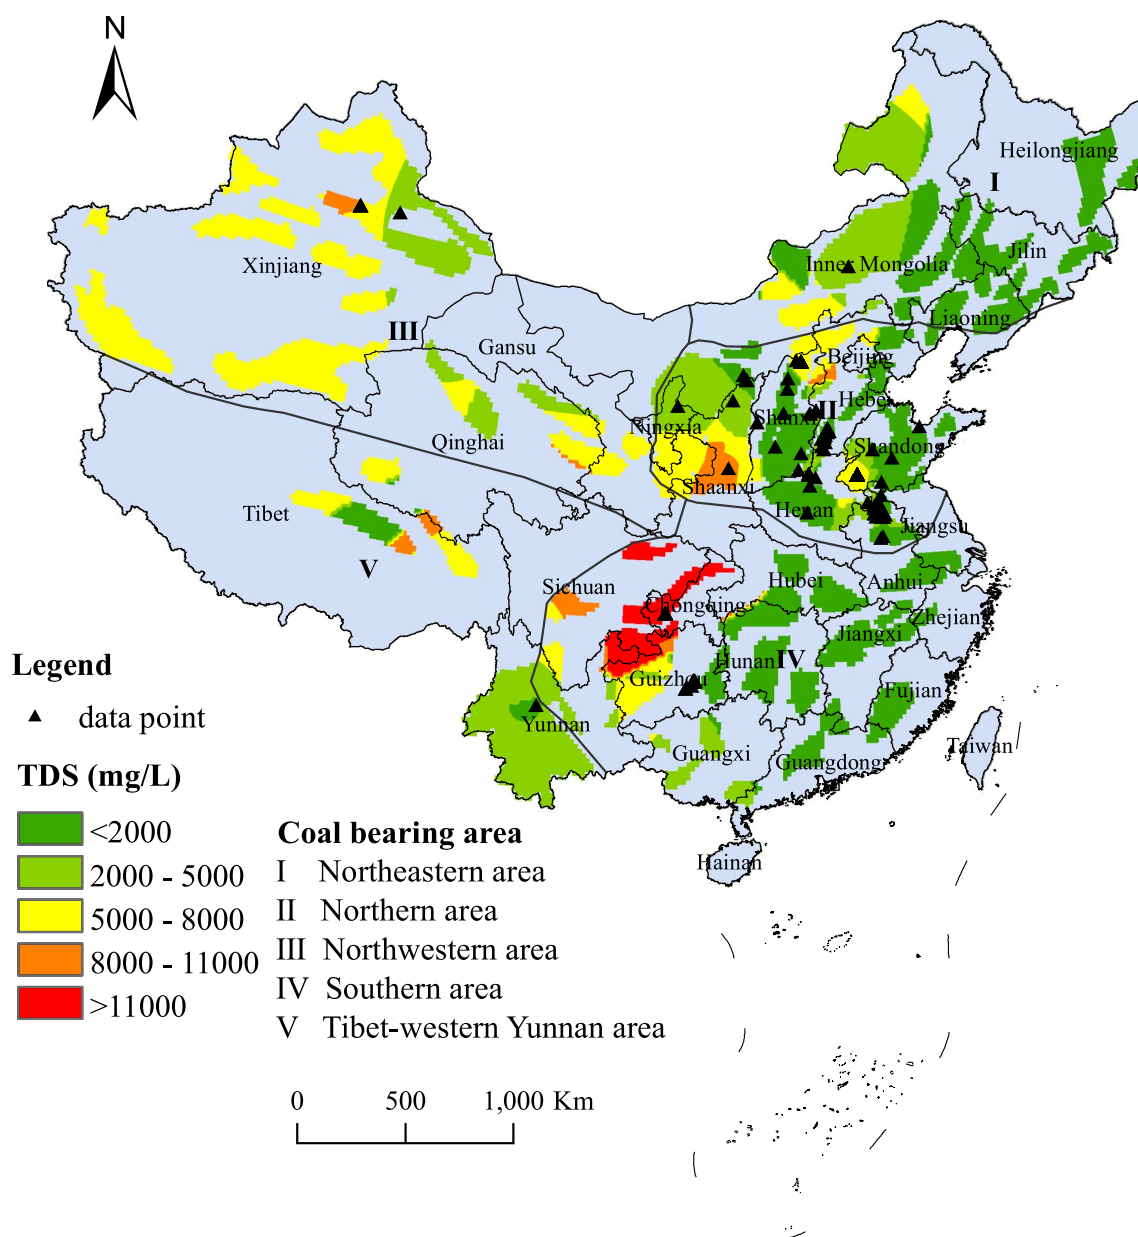 N
Heilongjiang
I
Jilin
Inner Mongolia
Xinjiang
Liaoning
III
Gansu
Beijing
Hebei
II
Shanxi
Ningxia
Qinghai
Shandong
Shaanxi
Henan
Tibet
Jiangsu
V
Sichuan
Hubei
Anhui
Chongqing
Zhejiang
Jiangxi
Hunan
IV
Guizhou
Fujian
Yunnan
Guangxi
Guangdong
Taiwan
Hainan
Legend
data point
TDS (mg/L)
<2000
2000 - 5000
5000 - 8000
8000 - 11000
>11000
Coal bearing area
I Northeastern area
II Northern area
III Northwestern area
IV Southern area
V Tibet-western Yunnan area
0 500 1,000 Km